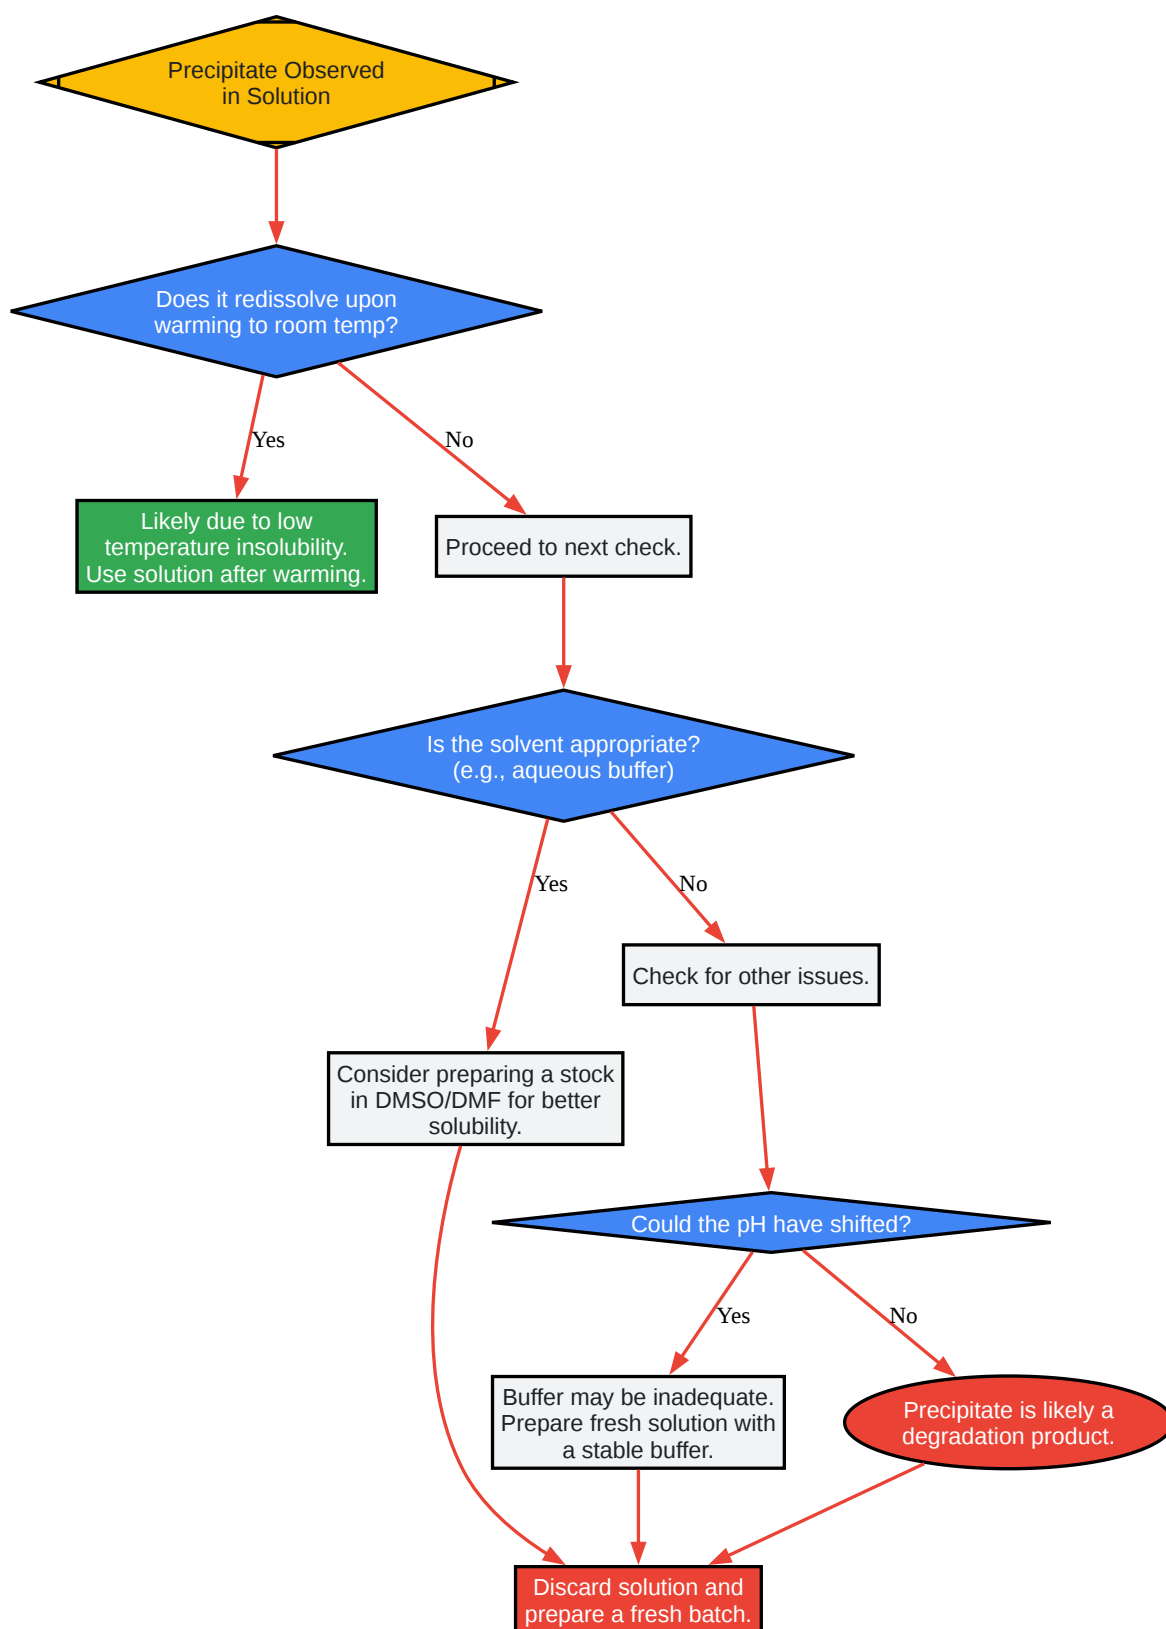 Precipitate Observed
in Solution
Does it redissolve upon
warming to room temp?
Yes
No
Likely due to low
temperature insolubility.
Use solution after warming.
Proceed to next check.
Is the solvent appropriate?
(e.g., aqueous buffer)
Yes
No
Check for other issues.
Consider preparing a stock
in DMSO/DMF for better
solubility.
Could the pH have shifted?
Yes
No
Buffer may be inadequate.
Prepare fresh solution with
a stable buffer.
Precipitate is likely a
degradation product.
Discard solution and
prepare a fresh batch.